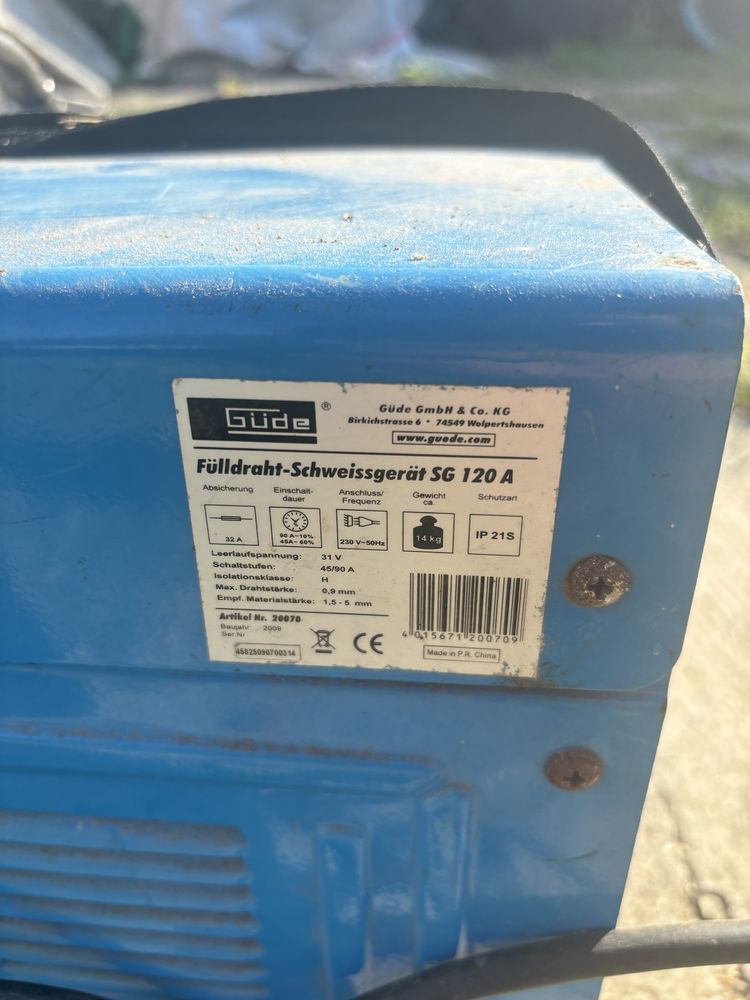 Güde ®
Güde GmbH & Co. KG
Birkichstrasse 6 * 74549 Wolpertshausen
www.guede.com
Fülldraht-Schweissgerät SG 120 A
Absicherung
32 A
Einschalt-
dauer
90 A~10%
45A~60%
Anschluss/
Frequenz
230 V~50Hz
Gewicht
ca.
14 kg
Schutzart
IP 21S
Leerlaufspannung: 31 V
Schaltstufen: 45/90 A
Isolationsklasse: H
Max. Drahtstärke: 0,9 mm
Empf. Materialstärke: 1,5 - 5 mm
Artikel Nr. 20070
Baujahr: 2009
Ser.Nr
45825090700314
CE
4 015671 200709
Made in P.R. China